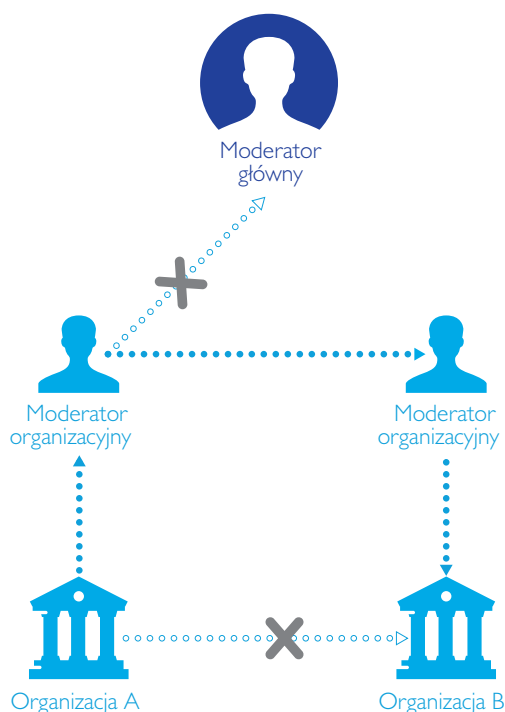 Moderator
główny
Moderator
organizacyjny
Moderator
organizacyjny
Organizacja A
Organizacja B